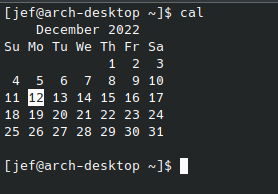 [jef@arch-desktop ~]$ cal
    December 2022
Su Mo Tu We Th Fr Sa
             1  2  3
 4  5  6  7  8  9 10
11 12 13 14 15 16 17
18 19 20 21 22 23 24
25 26 27 28 29 30 31
[jef@arch-desktop ~]$